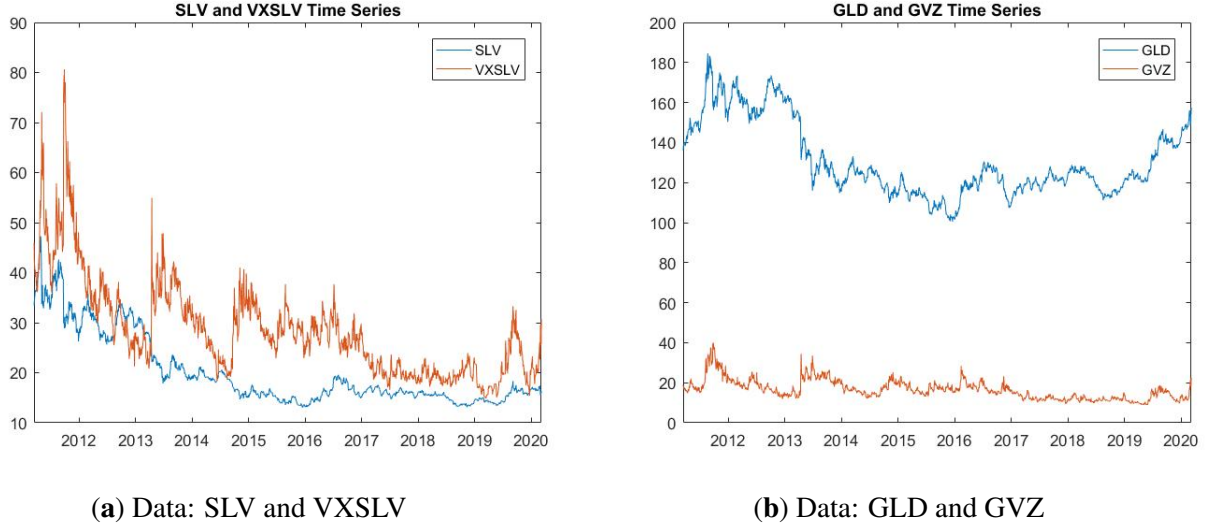 SLV and VXSLV Time Series
90
80
70
60
50
40
30
20
10
2012 2013 2014 2015 2016 2017 2018 2019 2020
SLV
VXSLV
(a) Data: SLV and VXSLV
GLD and GVZ Time Series
200
180
160
140
120
100
80
60
40
20
0
2012 2013 2014 2015 2016 2017 2018 2019 2020
GLD
GVZ
(b) Data: GLD and GVZ